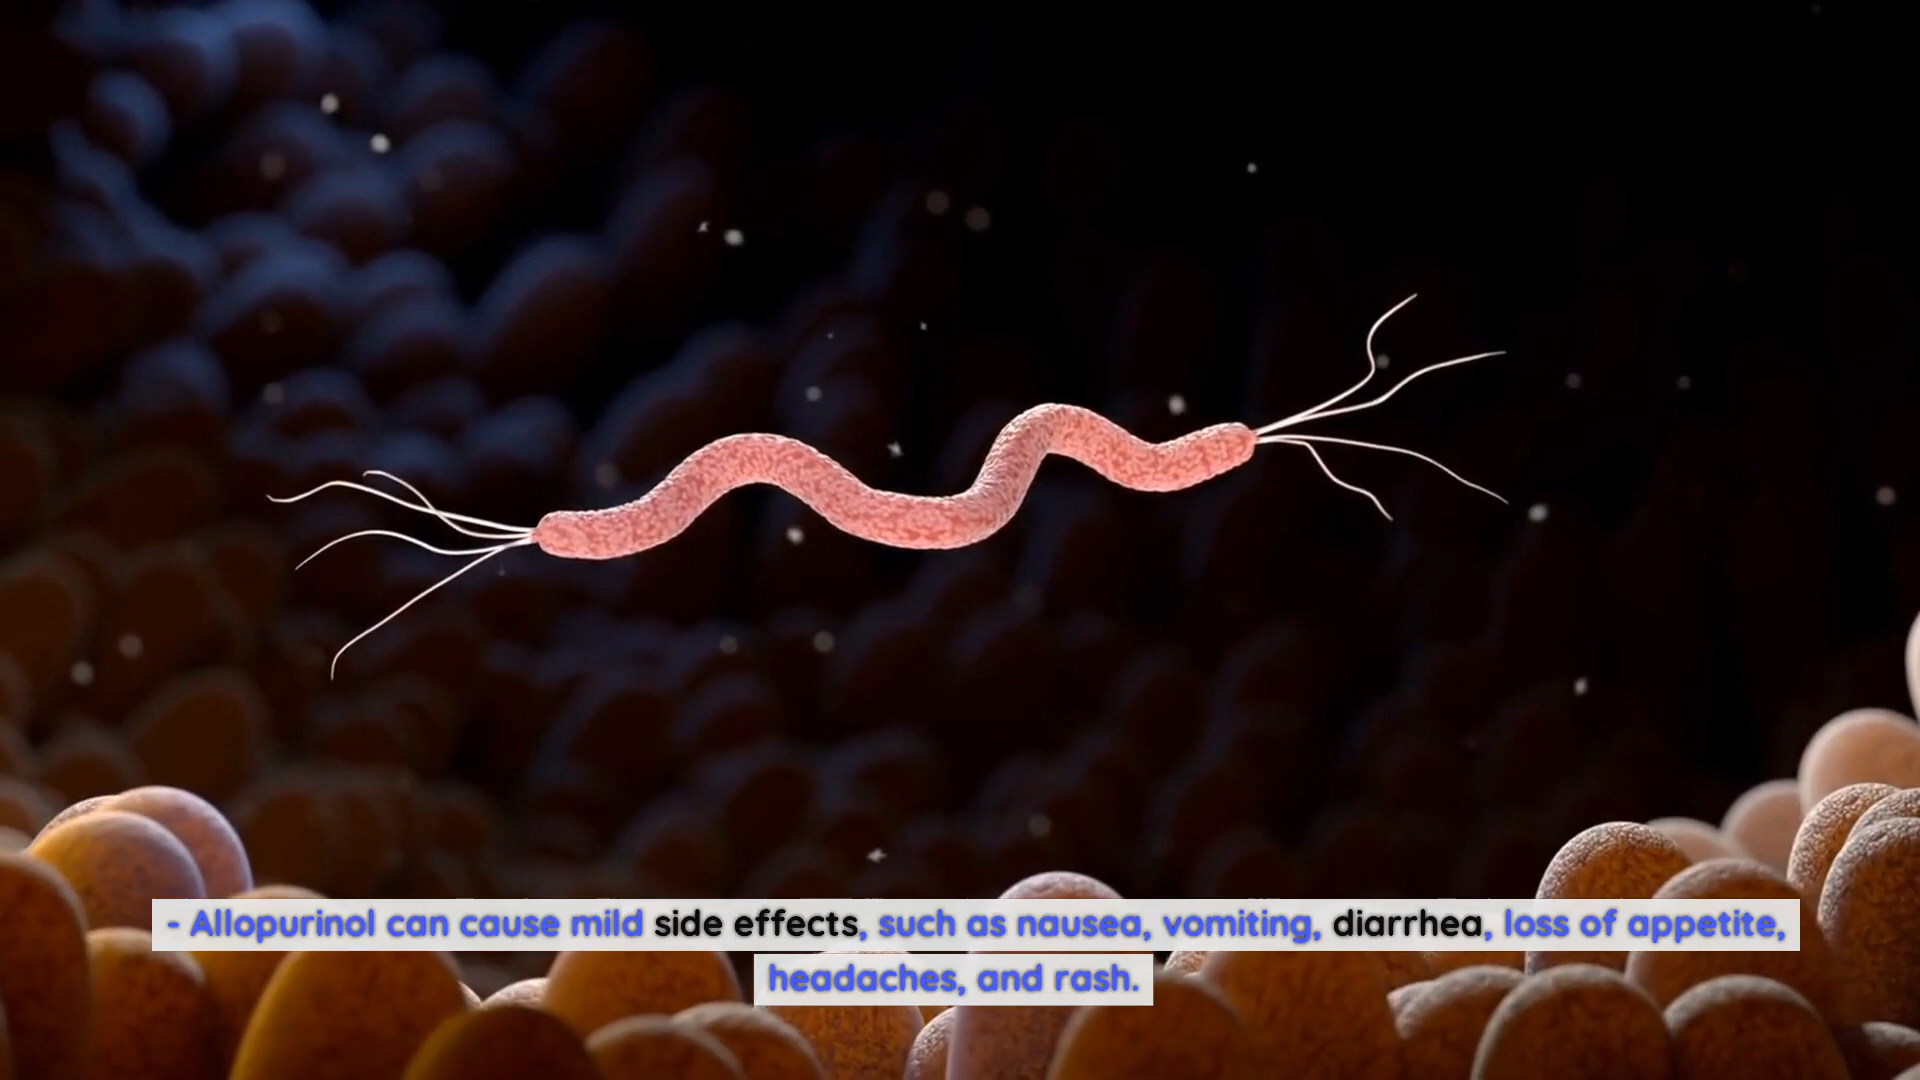 - Allopurinol can cause mild side effects, such as nausea, vomiting, diarrhea, loss of appetite,
headaches, and rash.